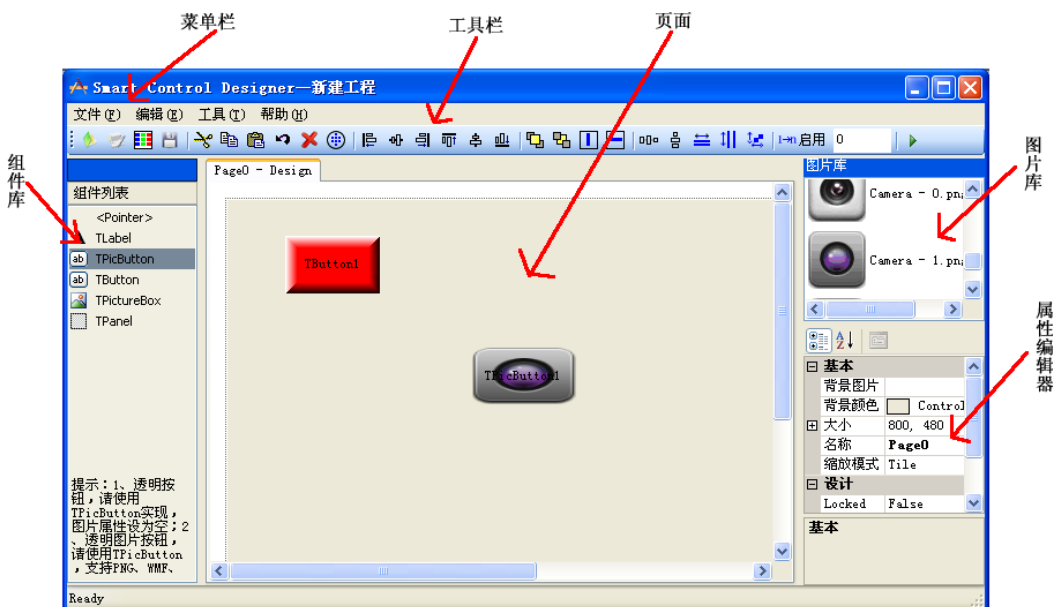 菜单栏
工具栏
页面
Smart Control Designer—新建工程
文件(F) 编辑(E) 工具(T) 帮助(H)
启用 0
组件库
组件列表
<Pointer>
TLabel
TPicButton
TButton
TPictureBox
TPanel
提示:1、透明按
钮,请使用
TPicButton实现,
图片属性设为空;2
、透明图片按钮,
请使用TPicButton
,支持PNG、WMF、
Page0 - Design
TButton1
TPicButton1
图片库
Camera - 0.pn
Camera - 1.pn
图片库
属性编辑器
基本
背景图片
背景颜色 Control
大小 800, 480
名称 Page0
缩放模式 Tile
设计
Locked False
基本
Ready